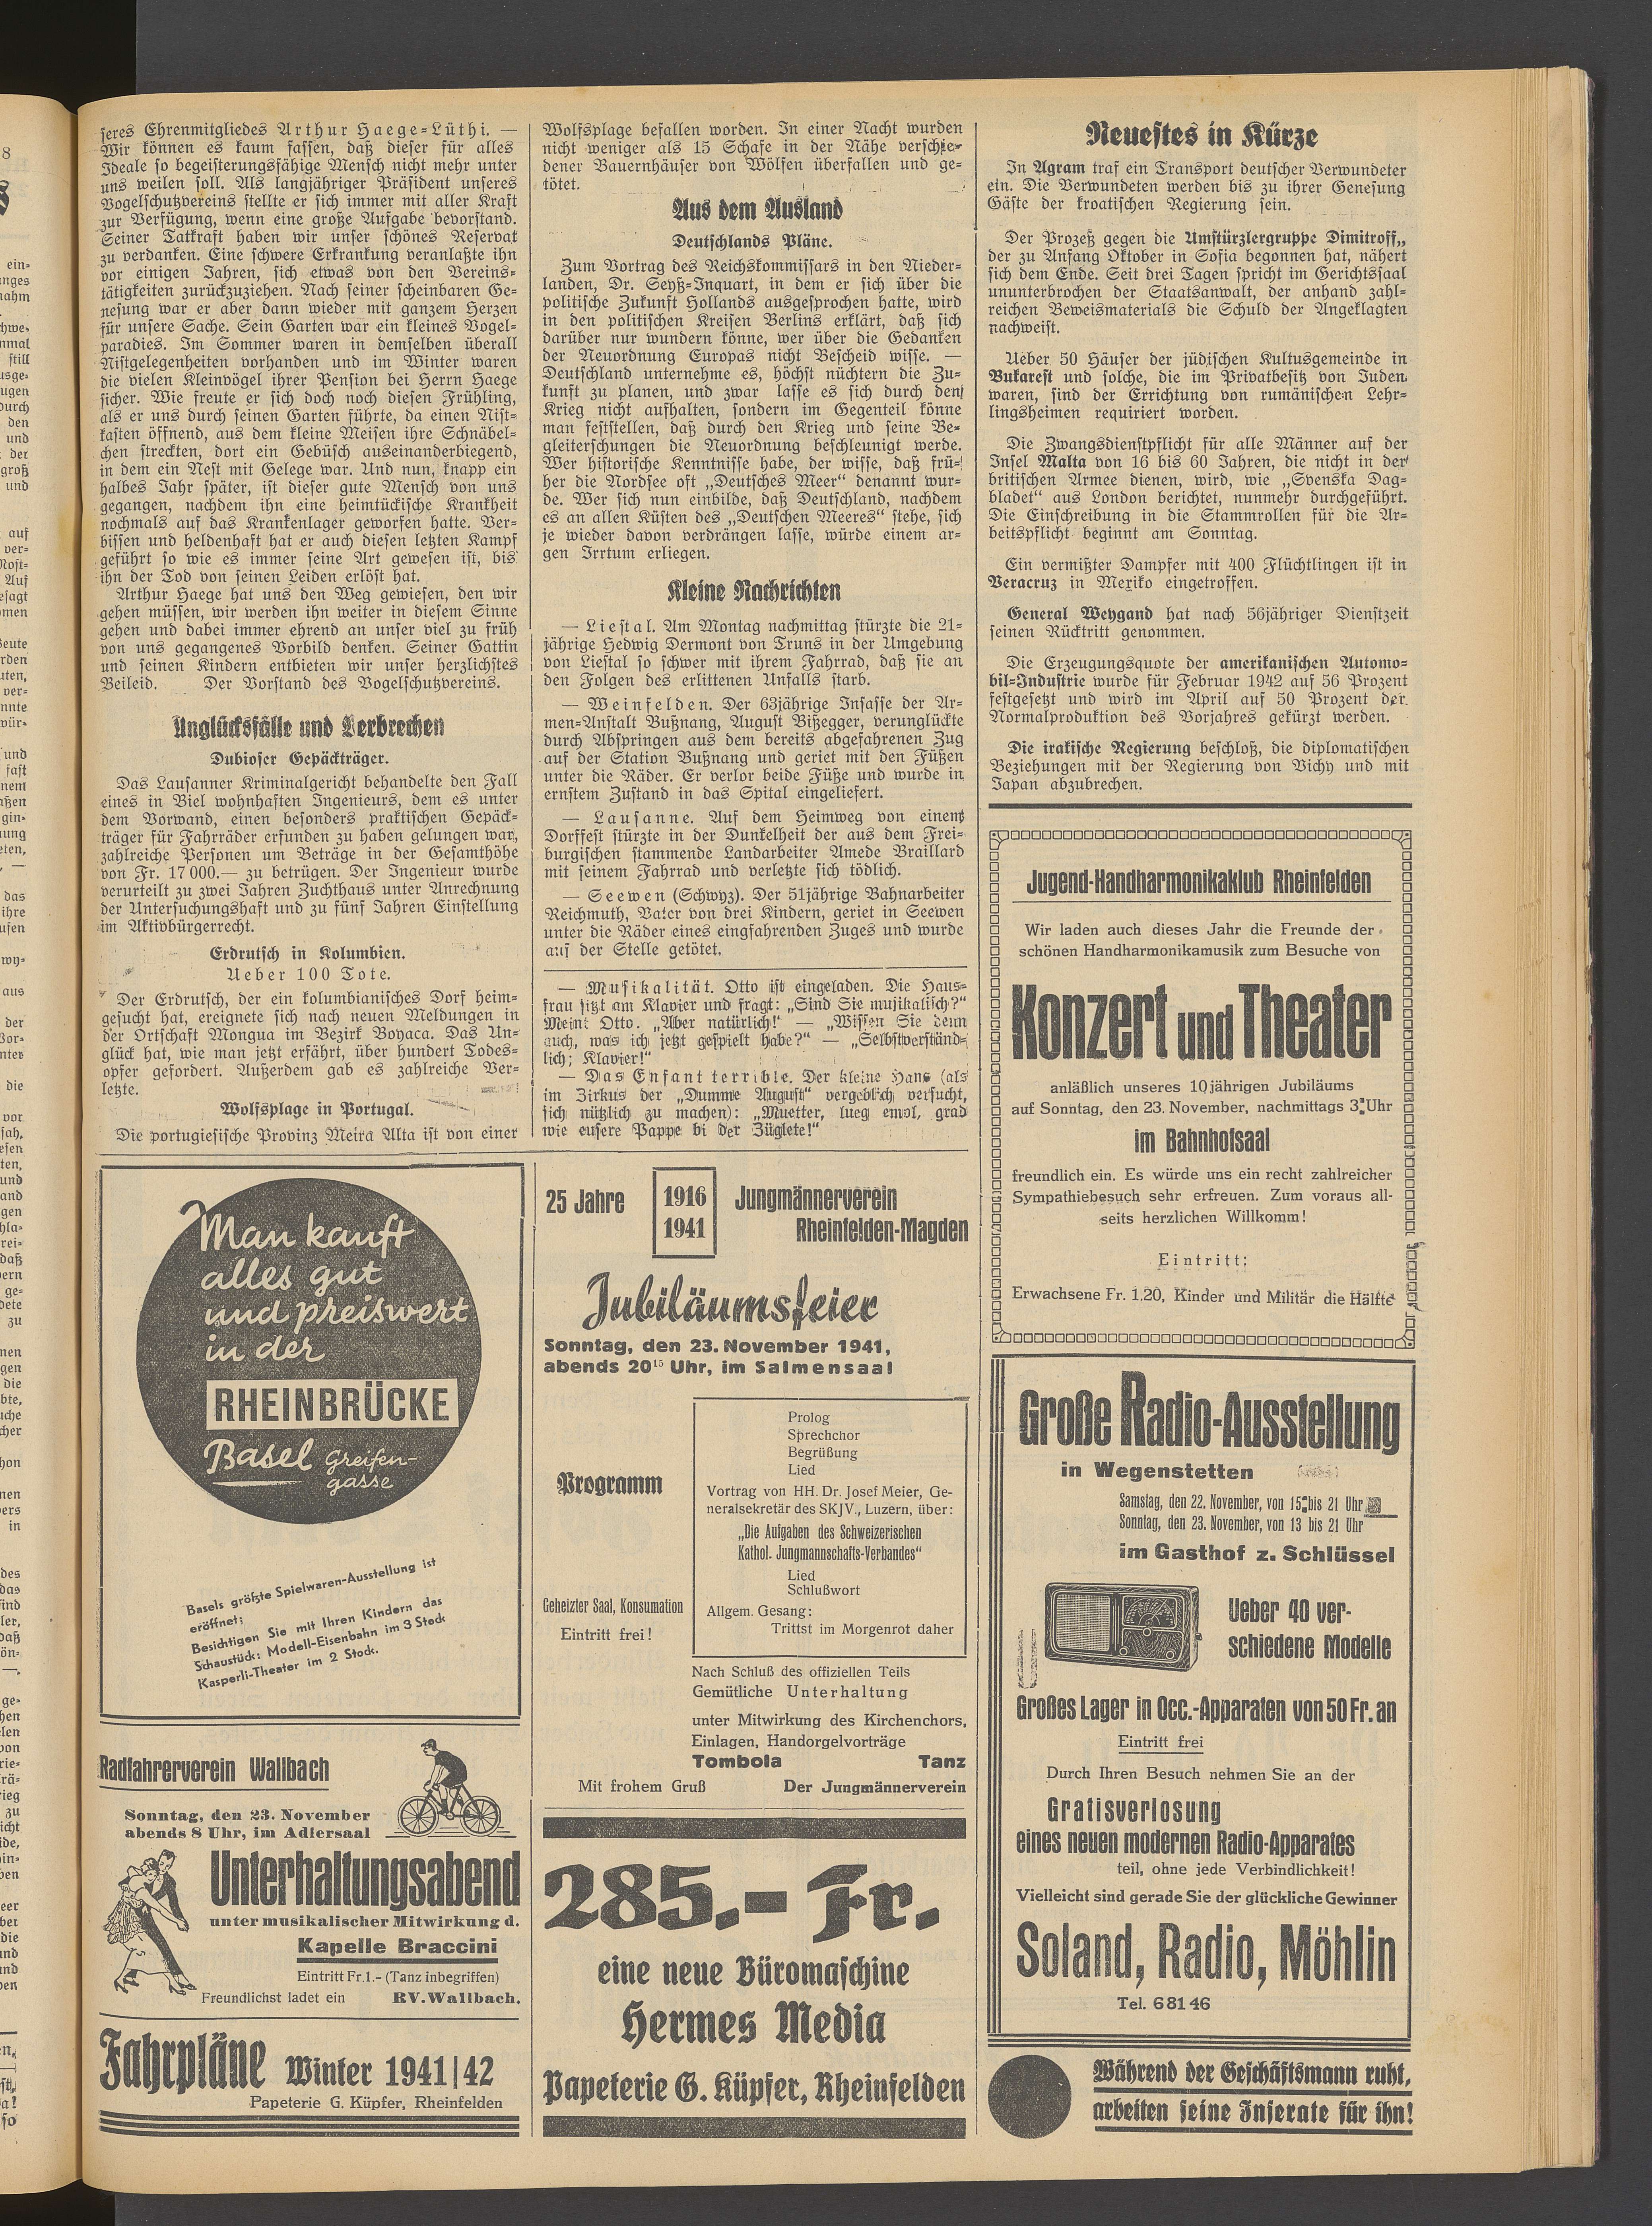 seres Ehrenmitgliedes Arthur Haege-Lüthi. —
Wir können es kaum fassen, daß dieser für alles
Ideale so begeisterungsfähige Mensch nicht mehr unter
uns weilen soll. Als langjähriger Präsident unseres
Vogelschutzvereins stellte er sich immer mit aller Kraft
zur Verfügung, wenn eine große Aufgabe bevorstand.
Seiner Tatkraft haben wir unser schönes Reservat
zu verdanken. Eine schwere Erkrankung veranlaßte ihn
vor einigen Jahren, sich etwas von den Vereins-
tätigkeiten zurückzuziehen. Nach seiner scheinbaren Ge-
nesung war er aber dann wieder mit ganzem Herzen
für unsere Sache. Sein Garten war ein kleines Vogel-
paradies. Im Sommer waren in demselben überall
Nistgelegenheiten vorhanden und im Winter waren
die vielen Kleinvögel ihrer Pension bei Herrn Haege
sicher. Wie freute er sich doch noch diesen Frühling,
als er uns durch seinen Garten führte, da einen Nist-
kasten öffnend, aus dem kleine Meisen ihre Schnäbel-
chen streckten, dort ein Gebüsch auseinanderbiegend,
in dem ein Nest mit Gelege war. Und nun, knapp ein
halbes Jahr später, ist dieser gute Mensch von uns
gegangen, nachdem ihn eine heimtückische Krankheit
nochmals auf das Krankenlager geworfen hatte. Ver-
bissen und heldenhaft hat er auch diesen letzten Kampf
geführt so wie es immer seine Art gewesen ist, bis
ihn der Tod von seinen Leiden erlöst hat.
Arthur Haege hat uns den Weg gewiesen, den wir
gehen müssen, wir werden ihn weiter in diesem Sinne
gehen und dabei immer ehrend an unser viel zu früh
von uns gegangenes Vorbild denken. Seiner Gattin
und seinen Kindern entbieten wir unser herzlichstes
Beileid. Der Vorstand des Vogelschutzvereins.
Unglücksfälle und Verbrechen
Dubioser Gepäckträger.
Das Lausanner Kriminalgericht behandelte den Fall
eines in Biel wohnhaften Ingenieurs, dem es unter
dem Vorwand, einen besonders praktischen Gepäck-
träger für Fahrräder erfunden zu haben gelungen war,
zahlreiche Personen um Beträge in der Gesamthöhe
von Fr. 17 000.— zu betrügen. Der Ingenieur wurde
verurteilt zu zwei Jahren Zuchthaus unter Anrechnung
der Untersuchungshaft und zu fünf Jahren Einstellung
im Aktivbürgerrecht.
Erdrutsch in Kolumbien.
Ueber 100 Tote.
Der Erdrutsch, der ein kolumbianisches Dorf heim-
gesucht hat, ereignete sich nach neuen Meldungen in
der Ortschaft Mongua im Bezirk Boyaca. Das Un-
glück hat, wie man jetzt erfährt, über hundert Todes-
opfer gefordert. Außerdem gab es zahlreiche Ver-
letzte.
Wolfsplage in Portugal.
Die portugiesische Provinz Meira Alta ist von einer
Wolfsplage befallen worden. In einer Nacht wurden
nicht weniger als 15 Schafe in der Nähe verschie-
dener Bauernhäuser von Wölfen überfallen und ge-
tötet.
Aus dem Ausland
Deutschlands Pläne.
Zum Vortrag des Reichskommissars in den Nieder-
landen, Dr. Seyß-Inquart, in dem er sich über die
politische Zukunft Hollands ausgesprochen hatte, wird
in den politischen Kreisen Berlins erklärt, daß sich
darüber nur wundern könne, wer über die Gedanken
der Neuordnung Europas nicht Bescheid wisse. —
Deutschland unternehme es, höchst nüchtern die Zu-
kunft zu planen, und zwar lasse es sich durch den
Krieg nicht aufhalten, sondern im Gegenteil könne
man feststellen, daß durch den Krieg und seine Be-
gleiterschungen die Neuordnung beschleunigt werde.
Wer historische Kenntnisse habe, der wisse, daß frü-
her die Nordsee oft „Deutsches Meer“ denannt wur-
de. Wer sich nun einbilde, daß Deutschland, nachdem
es an allen Küsten des „Deutschen Meeres“ stehe, sich
je wieder davon verdrängen lasse, würde einem ar-
gen Irrtum erliegen.
Kleine Nachrichten
— Liestal. Am Montag nachmittag stürzte die 21-
jährige Hedwig Dermont von Truns in der Umgebung
von Liestal so schwer mit ihrem Fahrrad, daß sie an
den Folgen des erlittenen Unfalls starb.
— Weinfelden. Der 63jährige Insasse der Ar-
men-Anstalt Bußnang, August Bißegger, verunglückte
durch Abspringen aus dem bereits abgefahrenen Zug
auf der Station Bußnang und geriet mit den Füßen
unter die Räder. Er verlor beide Füße und wurde in
ernstem Zustand in das Spital eingeliefert.
— Lausanne. Auf dem Heimweg von einem
Dorffest stürzte in der Dunkelheit der aus dem Frei-
burgischen stammende Landarbeiter Amede Braillard
mit seinem Fahrrad und verletzte sich tödlich.
— Seewen (Schwyz). Der 51jährige Bahnarbeiter
Reichmuth, Vater von drei Kindern, geriet in Seewen
unter die Räder eines eingfahrenden Zuges und wurde
auf der Stelle getötet.
— Musikalität. Otto ist eingeladen. Die Haus-
frau sitzt am Klavier und fragt: „Sind Sie musikalisch?“
Meint Otto. „Aber natürlich!“ — „Wissen Sie denn
auch, was ich jetzt gespielt habe?“ — „Selbstverständ-
lich; Klavier!“
— Das Enfant terrible. Der kleine Hans (als
im Zirkus der „Dumme August“ vergeblich versucht,
sich nützlich zu machen): „Muetter, lueg emol, grad
wie eusere Pappe bi der Züglete!“
Neuestes in Kürze
In Agram traf ein Transport deutscher Verwundeter
ein. Die Verwundeten werden bis zu ihrer Genesung
Gäste der kroatischen Regierung sein.
Der Prozeß gegen die Umstürzlergruppe Dimitroff„
der zu Anfang Oktober in Sofia begonnen hat, nähert
sich dem Ende. Seit drei Tagen spricht im Gerichtssaal
ununterbrochen der Staatsanwalt, der anhand zahl-
reichen Beweismaterials die Schuld der Angeklagten
nachweist.
Ueber 50 Häuser der jüdischen Kultusgemeinde in
Bukarest und solche, die im Privatbesitz von Juden
waren, sind der Errichtung von rumänischen Lehr-
lingsheimen requiriert worden.
Die Zwangsdienstpflicht für alle Männer auf der
Insel Malta von 16 bis 60 Jahren, die nicht in der
britischen Armee dienen, wird, wie „Svenska Dag-
bladet“ aus London berichtet, nunmehr durchgeführt.
Die Einschreibung in die Stammrollen für die Ar-
beitspflicht beginnt am Sonntag.
Ein vermißter Dampfer mit 400 Flüchtlingen ist in
Veracruz in Mexiko eingetroffen.
General Weygand hat nach 56jähriger Dienstzeit
seinen Rücktritt genommen.
Die Erzeugungsquote der amerikanischen Automo-
bil-Industrie wurde für Februar 1942 auf 56 Prozent
festgesetzt und wird im April auf 50 Prozent der
Normalproduktion des Vorjahres gekürzt werden.
Die irakische Regierung beschloß, die diplomatischen
Beziehungen mit der Regierung von Vichy und mit
Japan abzubrechen.
Jugend-Handharmonikaklub Rheinfelden
Wir laden auch dieses Jahr die Freunde der
schönen Handharmonikamusik zum Besuche von
Konzert und Theater
anläßlich unseres 10jährigen Jubiläums
auf Sonntag, den 23. November, nachmittags 3 Uhr
im Bahnhofsaal
freundlich ein. Es würde uns ein recht zahlreicher
Sympathiebesuch sehr erfreuen. Zum voraus all-
seits herzlichen Willkomm!
Eintritt:
Erwachsene Fr. 1.20, Kinder und Militär die Hälfte
Man kauft
alles gut
und preiswert
in der
RHEINBRÜCKE
Basel Greifen-
gasse
Basels größte Spielwaren-Ausstellung ist
eröffnet;
Besichtigen Sie mit Ihren Kindern das
Schaustück: Modell-Eisenbahn im 3 Stock
Kasperli-Theater im 2 Stock.
Radfahrerverein Wallbach
Sonntag, den 23. November
abends 8 Uhr, im Adlersaal
Unterhaltungsabend
unter musikalischer Mitwirkung d.
Kapelle Braccini
Eintritt Fr. 1.- (Tanz inbegriffen)
Freundlichst ladet ein RV. Wallbach.
Fahrpläne Winter 1941/42
Papeterie G. Küpfer, Rheinfelden
25 Jahre 1916 1941 Jungmännerverein
Rheinfelden-Magden
Jubiläumsfeier
Sonntag, den 23. November 1941,
abends 20¹⁵ Uhr, im Salmensaal
Programm
Geheizter Saal, Konsumation
Eintritt frei!
Prolog
Sprechchor
Begrüßung
Lied
Vortrag von HH. Dr. Josef Meier, Ge-
neralsekretär des SKJV., Luzern, über:
„Die Aufgaben des Schweizerischen
Kathol. Jungmannschafts-Verbandes“
Lied
Schlußwort
Allgem. Gesang:
Trittst im Morgenrot daher
Nach Schluß des offiziellen Teils
Gemütliche Unterhaltung
unter Mitwirkung des Kirchenchors,
Einlagen, Handorgelvorträge
Tombola Tanz
Mit frohem Gruß Der Jungmännerverein
285.- Fr.
eine neue Büromaschine
Hermes Media
Papeterie G. Küpfer, Rheinfelden
Große Radio-Ausstellung
in Wegenstetten
Samstag, den 22. November, von 15 bis 21 Uhr
Sonntag, den 23. November, von 13 bis 21 Uhr
im Gasthof z. Schlüssel
Ueber 40 ver-
schiedene Modelle
Großes Lager in Occ.-Apparaten von 50 Fr. an
Eintritt frei
Durch Ihren Besuch nehmen Sie an der
Gratisverlosung
eines neuen modernen Radio-Apparates
teil, ohne jede Verbindlichkeit!
Vielleicht sind gerade Sie der glückliche Gewinner
Soland, Radio, Möhlin
Tel. 6 81 46
Während der Geschäftsmann ruht,
arbeiten seine Inserate für ihn!